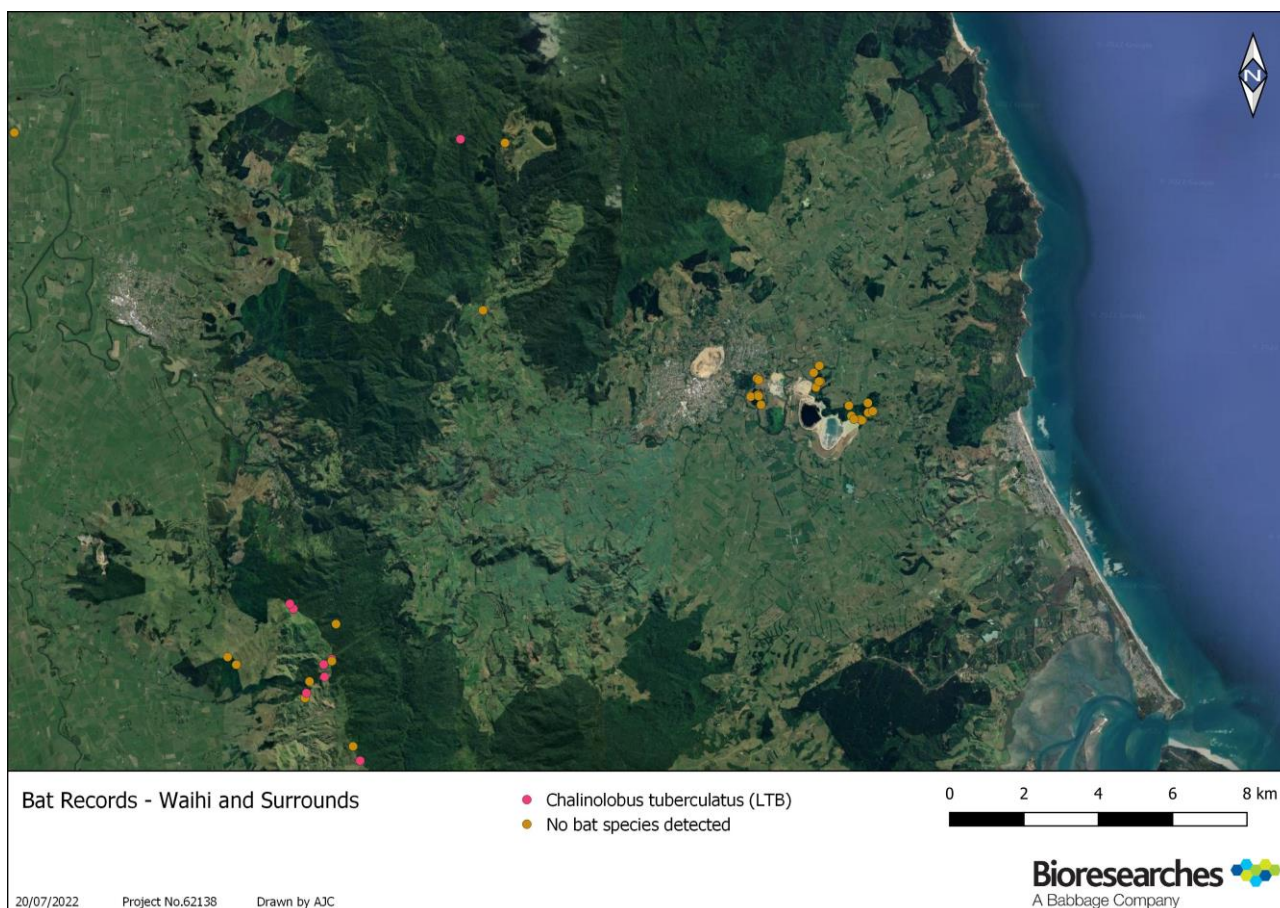 N
Bat Records - Waihi and Surrounds
Chalinolobus tuberculatus (LTB)
No bat species detected
0 2 4 6 8 km
Bioresearches
A Babbage Company
20/07/2022 Project No.62138 Drawn by AJC